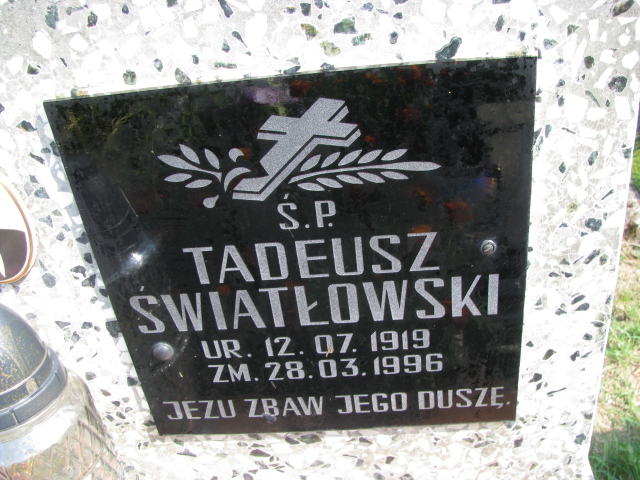 Ś.P.
TADEUSZ
ŚWIATŁOWSKI
UR. 12.07.1919
ZM. 28.03.1996
JEZU ZBAW JEGO DUSZĘ.